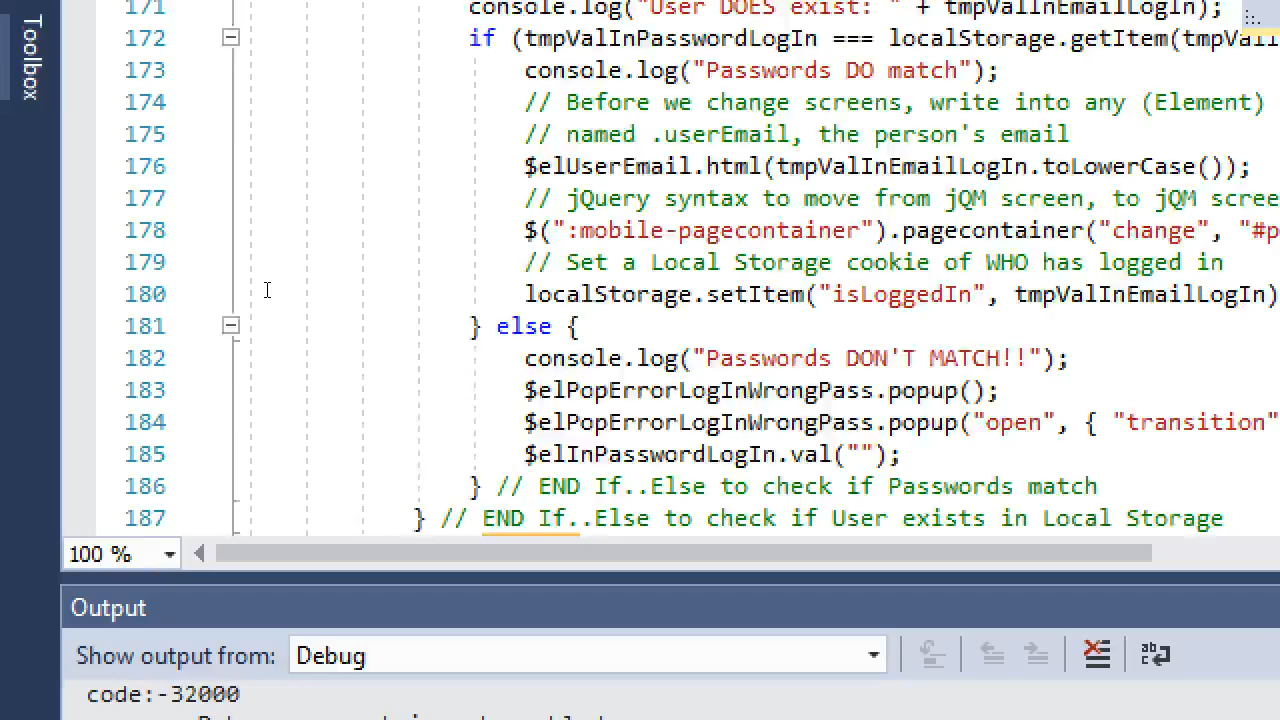 Toolbox
171 console.log("User DOES exist: " + tmpValInEmailLogIn);
172 if (tmpValInPasswordLogIn === localStorage.getItem(tmpVal
173 console.log("Passwords DO match");
174 // Before we change screens, write into any (Element)
175 // named .userEmail, the person's email
176 $elUserEmail.html(tmpValInEmailLogIn.toLowerCase());
177 // jQuery syntax to move from jQM screen, to jQM scree
178 $(":mobile-pagecontainer").pagecontainer("change", "#p
179 // Set a Local Storage cookie of WHO has logged in
180 localStorage.setItem("isLoggedIn", tmpValInEmailLogIn)
181 } else {
182 console.log("Passwords DON'T MATCH!!");
183 $elPopErrorLogInWrongPass.popup();
184 $elPopErrorLogInWrongPass.popup("open", { "transition"
185 $elInPasswordLogIn.val("");
186 } // END If..Else to check if Passwords match
187 } // END If..Else to check if User exists in Local Storage
100 %
Output
Show output from: Debug
code:-32000